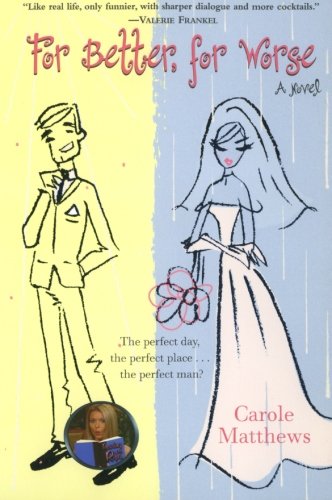 "Like real life, only funnier, with sharper dialogue and more cocktails."
—VALERIE FRANKEL
For Better, for Worse
A Novel
The perfect day,
the perfect place . . .
the perfect man?
Carole
Matthews